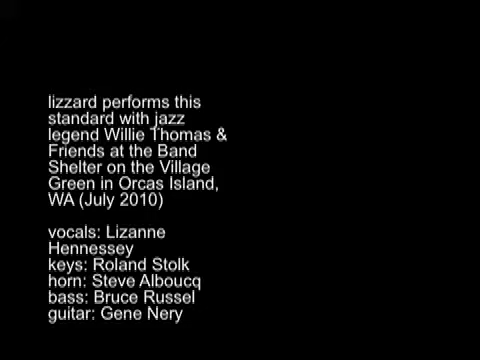 lizzard performs this
standard with jazz
legend Willie Thomas &
Friends at the Band
Shelter on the Village
Green in Orcas Island,
WA (July 2010)
vocals: Lizanne
Hennessey
keys: Roland Stolk
horn: Steve Alboucq
bass: Bruce Russel
guitar: Gene Nery